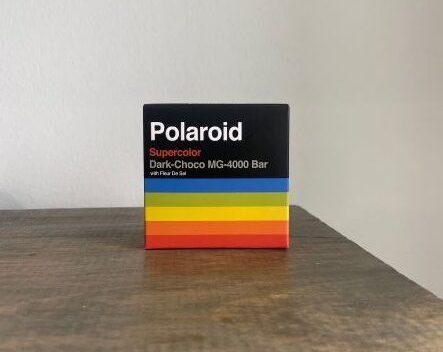 Polaroid
Supercolor
Dark-Choco MG-4000 Bar
with Fleur De Sel